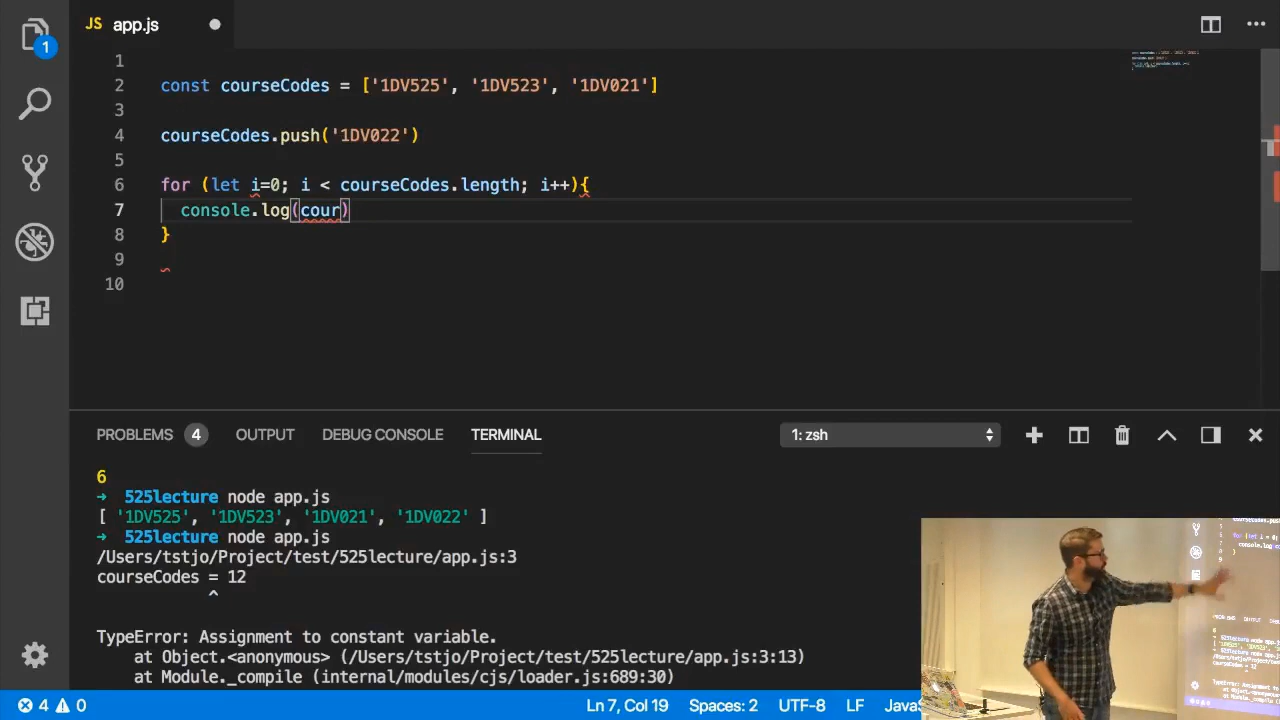 JS app.js
1
1
2 const courseCodes = ['1DV525', '1DV523', '1DV021']
3
4 courseCodes.push('1DV022')
5
6 for (let i=0; i < courseCodes.length; i++){
7 console.log(cour)
8 }
9
10
PROBLEMS 4 OUTPUT DEBUG CONSOLE TERMINAL 1: zsh
6
➜ 525lecture node app.js
[ '1DV525', '1DV523', '1DV021', '1DV022' ]
➜ 525lecture node app.js
/Users/tstjo/Project/test/525lecture/app.js:3
courseCodes = 12
^
TypeError: Assignment to constant variable.
at Object.<anonymous> (/Users/tstjo/Project/test/525lecture/app.js:3:13)
at Module._compile (internal/modules/cjs/loader.js:689:30)
4 0 Ln 7, Col 19 Spaces: 2 UTF-8 LF